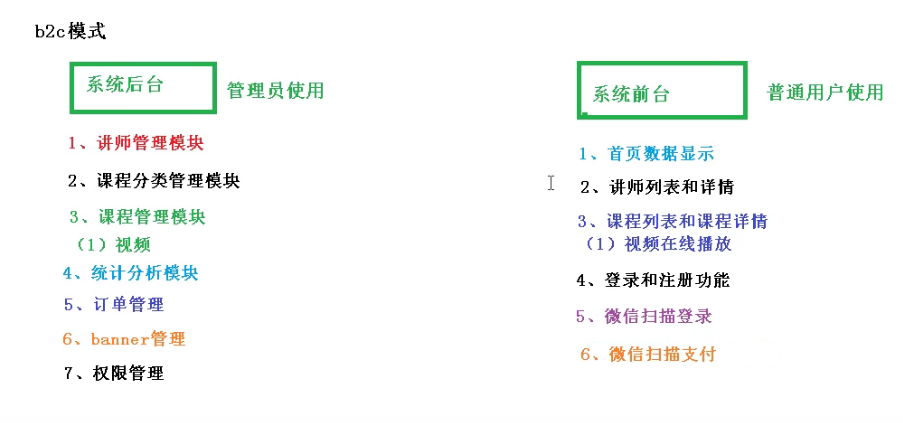 b2c模式
系统后台
管理员使用
1、讲师管理模块
2、课程分类管理模块
3、课程管理模块
（1）视频
4、统计分析模块
5、订单管理
6、banner管理
7、权限管理
系统前台
普通用户使用
1、首页数据显示
2、讲师列表和详情
3、课程列表和课程详情
（1）视频在线播放
4、登录和注册功能
5、微信扫描登录
6、微信扫描支付